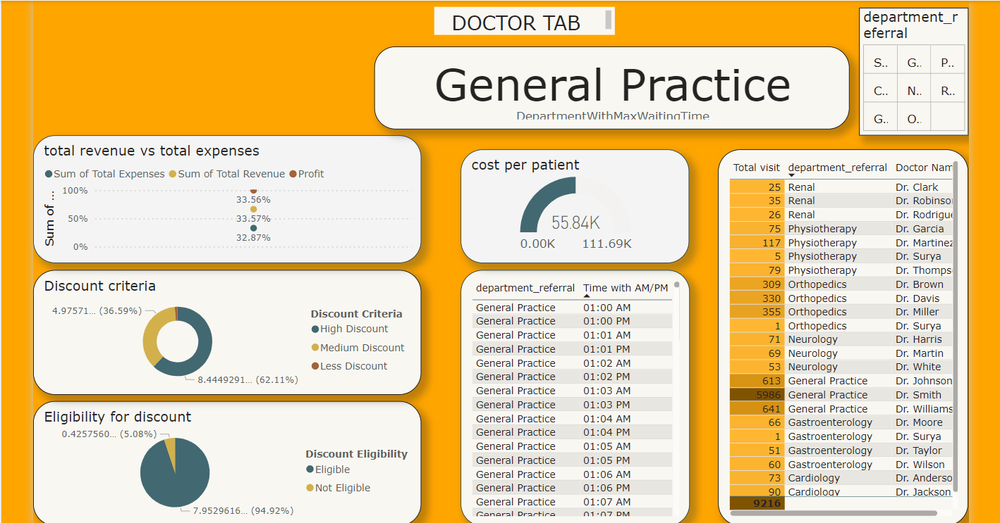 DOCTOR TAB
General Practice
DepartmentWithMaxWaitingTime
department_r
eferral
S.. G.. P..
C.. N.. R..
G.. O..
total revenue vs total expenses
Sum of Total Expenses Sum of Total Revenue Profit
Sum of ...
100%
50%
0%
33.56%
33.57%
32.87%
Discount criteria
4.97571... (36.59%)
8.4449291... (62.11%)
Discount Criteria
High Discount
Medium Discount
Less Discount
Eligibility for discount
0.4257560... (5.08%)
7.9529616... (94.92%)
Discount Eligibility
Eligible
Not Eligible
cost per patient
55.84K
0.00K 111.69K
department_referral Time with AM/PM
General Practice 01:00 AM
General Practice 01:00 PM
General Practice 01:01 AM
General Practice 01:01 PM
General Practice 01:02 AM
General Practice 01:02 PM
General Practice 01:03 AM
General Practice 01:03 PM
General Practice 01:04 AM
General Practice 01:04 PM
General Practice 01:05 AM
General Practice 01:05 PM
General Practice 01:06 AM
General Practice 01:06 PM
General Practice 01:07 AM
General Practice 01:07 PM
Total visit department_referral Doctor Nam
25 Renal Dr. Clark
35 Renal Dr. Robinso
26 Renal Dr. Rodrigue
75 Physiotherapy Dr. Garcia
117 Physiotherapy Dr. Martinez
5 Physiotherapy Dr. Surya
79 Physiotherapy Dr. Thomps
309 Orthopedics Dr. Brown
330 Orthopedics Dr. Davis
355 Orthopedics Dr. Miller
1 Orthopedics Dr. Surya
71 Neurology Dr. Harris
69 Neurology Dr. Martin
53 Neurology Dr. White
613 General Practice Dr. Johnson
5986 General Practice Dr. Smith
641 General Practice Dr. Williams
66 Gastroenterology Dr. Moore
1 Gastroenterology Dr. Surya
51 Gastroenterology Dr. Taylor
60 Gastroenterology Dr. Wilson
73 Cardiology Dr. Anderso
90 Cardiology Dr. Jackson
9216